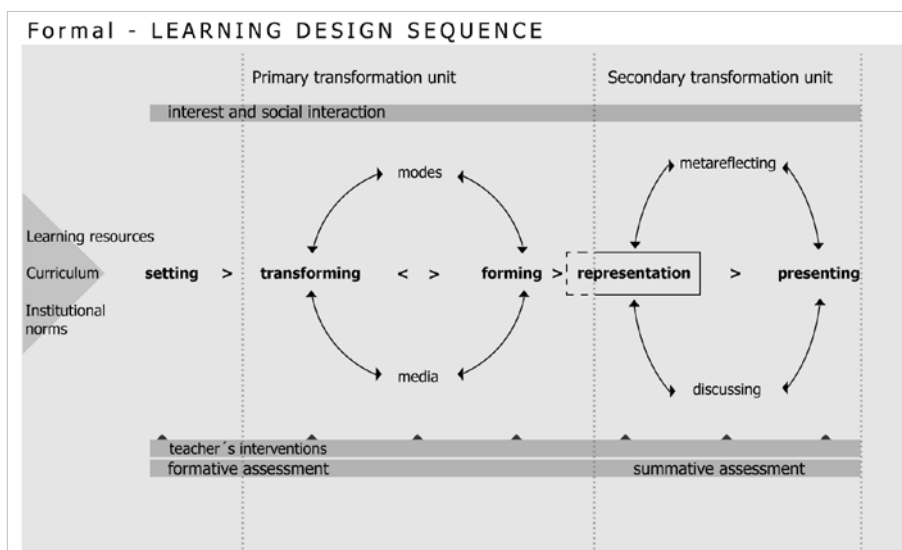 Formal - LEARNING DESIGN SEQUENCE
Primary transformation unit
Secondary transformation unit
interest and social interaction
modes
metareflecting
Learning resources
Curriculum
setting > transforming < > forming > representation > presenting
Institutional
norms
media
discussing
teacher´s interventions
formative assessment
summative assessment